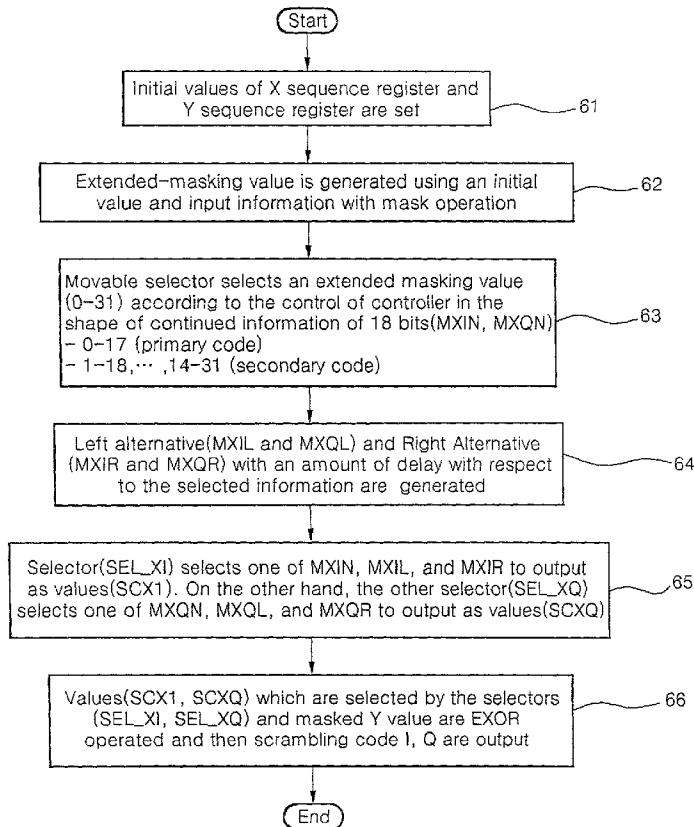 Start
Initial values of X sequence register and
Y sequence register are set
61
Extended-masking value is generated using an initial
value and input information with mask operation
62
Movable selector selects an extended masking value
(0-31) according to the control of controller in the
shape of continued information of 18 bits(MXIN, MXQN)
- 0-17 (primary code)
- 1-18,··· ,14-31 (secondary code)
63
Left alternative(MXIL and MXQL) and Right Alternative
(MXIR and MXQR) with an amount of delay with respect
to the selected information are generated
64
Selector(SEL_XI) selects one of MXIN, MXIL, and MXIR to output
as values(SCX1). On the other hand, the other selector(SEL_XQ)
selects one of MXQN, MXQL, and MXQR to output as values(SCXQ)
65
Values(SCX1, SCXQ) which are selected by the selectors
(SEL_XI, SEL_XQ) and masked Y value are EXOR
operated and then scrambling code I, Q are output
66
End